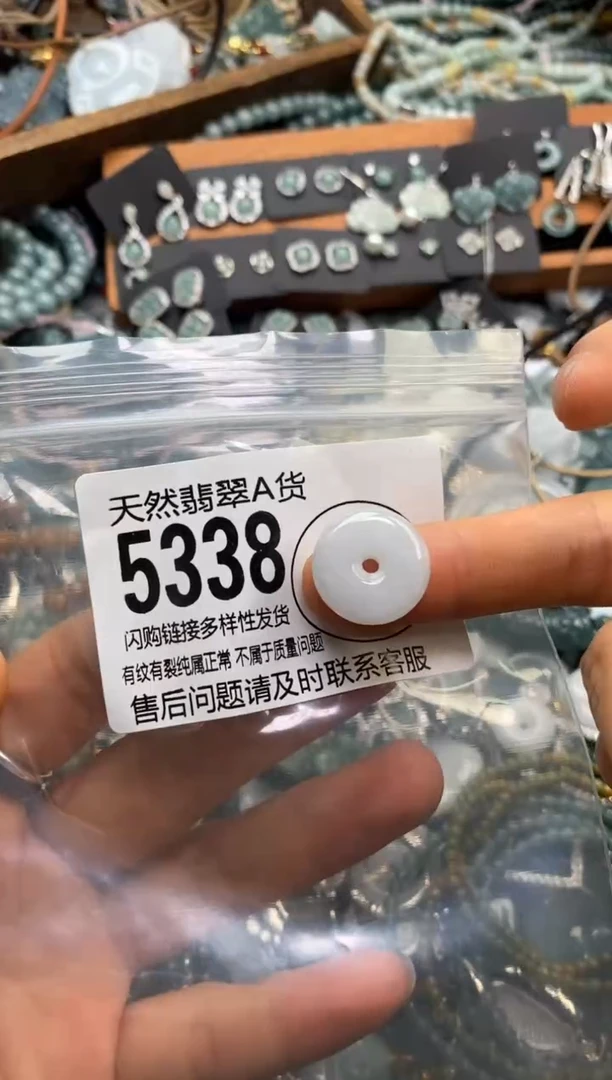 天然翡翠A货
5338
闪购链接多样性发货
有纹有裂纯属正常 不属于质量问题
售后问题请及时联系客服